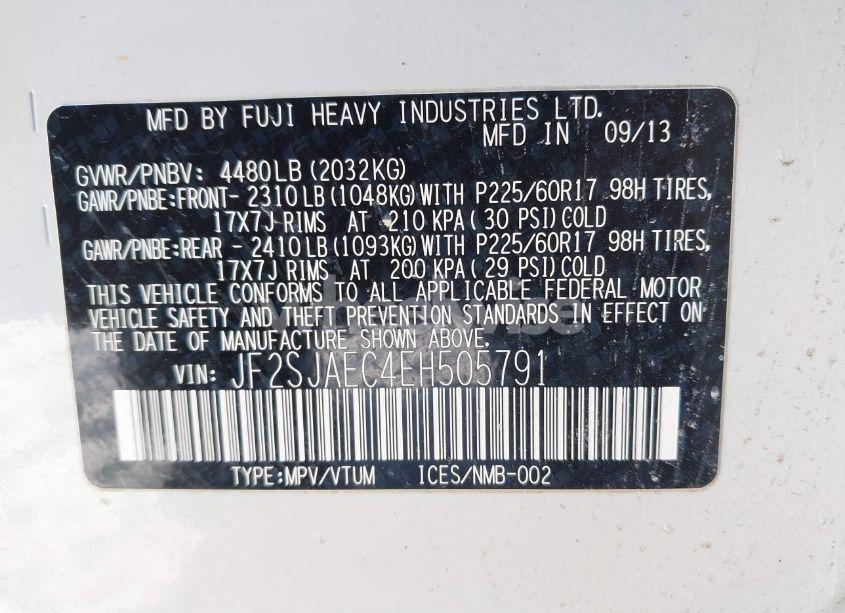 MFD BY FUJI HEAVY INDUSTRIES LTD.
MFD IN 09/13
GVWR/PNBV: 4480LB(2032KG)
GAWR/PNBE:FRONT- 2310LB(1048KG)WITH P225/60R17 98H TIRES,
17X7J RIMS AT 210 KPA(30 PSI)COLD
GAWR/PNBE:REAR - 2410LB(1093KG)WITH P225/60R17 98H TIRES,
17X7J RIMS AT 200 KPA(29 PSI)COLD
THIS VEHICLE CONFORMS TO ALL APPLICABLE FEDERAL MOTOR
VEHICLE SAFETY AND THEFT PREVENTION STANDARDS IN EFFECT ON
THE DATE OF MANUFACTURE SHOWN ABOVE.
VIN: JF2SJAEC4EH505791
TYPE:MPV/VTUM ICES/NMB-002